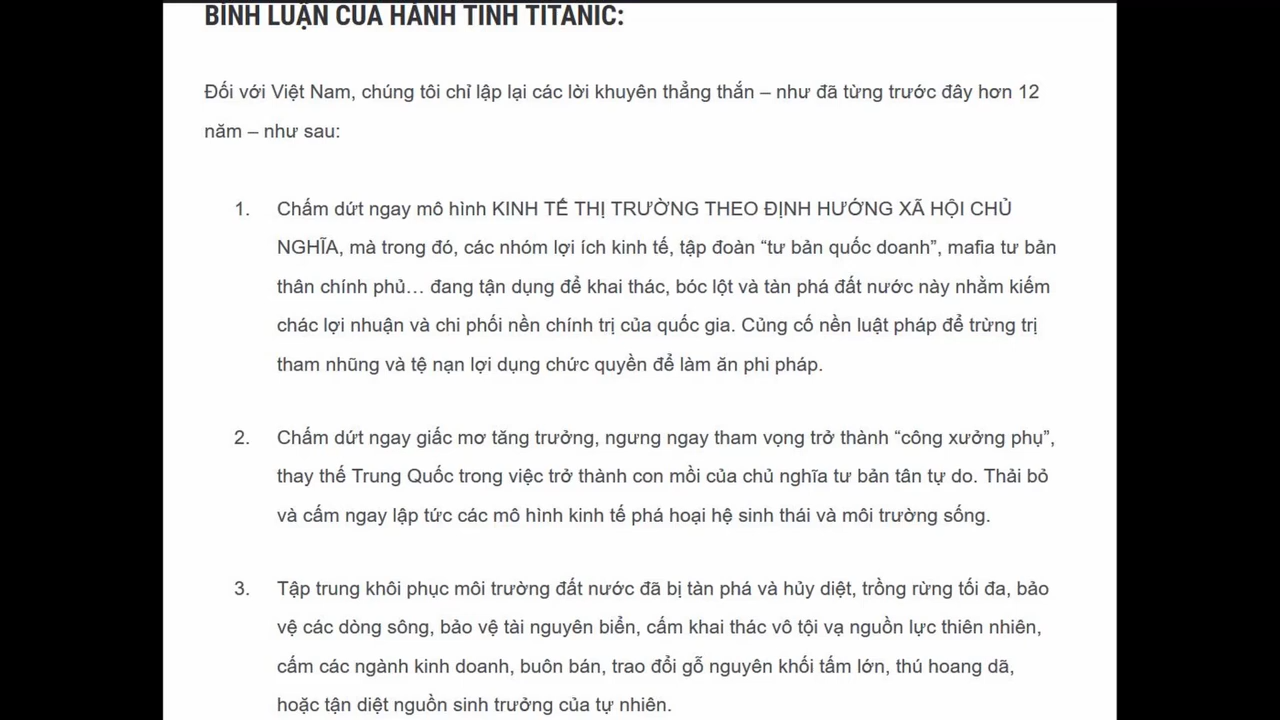 BÌNH LUẬN CỦA HÀNH TINH TITANIC:
Đối với Việt Nam, chúng tôi chỉ lập lại các lời khuyên thẳng thắn – như đã từng trước đây hơn 12
năm – như sau:
1. Chấm dứt ngay mô hình KINH TẾ THỊ TRƯỜNG THEO ĐỊNH HƯỚNG XÃ HỘI CHỦ
NGHĨA, mà trong đó, các nhóm lợi ích kinh tế, tập đoàn “tư bản quốc doanh”, mafia tư bản
thân chính phủ… đang tận dụng để khai thác, bóc lột và tàn phá đất nước này nhằm kiếm
chác lợi nhuận và chi phối nền chính trị của quốc gia. Củng cố nền luật pháp để trừng trị
tham nhũng và tệ nạn lợi dụng chức quyền để làm ăn phi pháp.
2. Chấm dứt ngay giấc mơ tăng trưởng, ngưng ngay tham vọng trở thành “công xưởng phụ”,
thay thế Trung Quốc trong việc trở thành con mồi của chủ nghĩa tư bản tân tự do. Thải bỏ
và cấm ngay lập tức các mô hình kinh tế phá hoại hệ sinh thái và môi trường sống.
3. Tập trung khôi phục môi trường đất nước đã bị tàn phá và hủy diệt, trồng rừng tối đa, bảo
vệ các dòng sông, bảo vệ tài nguyên biển, cấm khai thác vô tội vạ nguồn lực thiên nhiên,
cấm các ngành kinh doanh, buôn bán, trao đổi gỗ nguyên khối tấm lớn, thú hoang dã,
hoặc tận diệt nguồn sinh trưởng của tự nhiên.